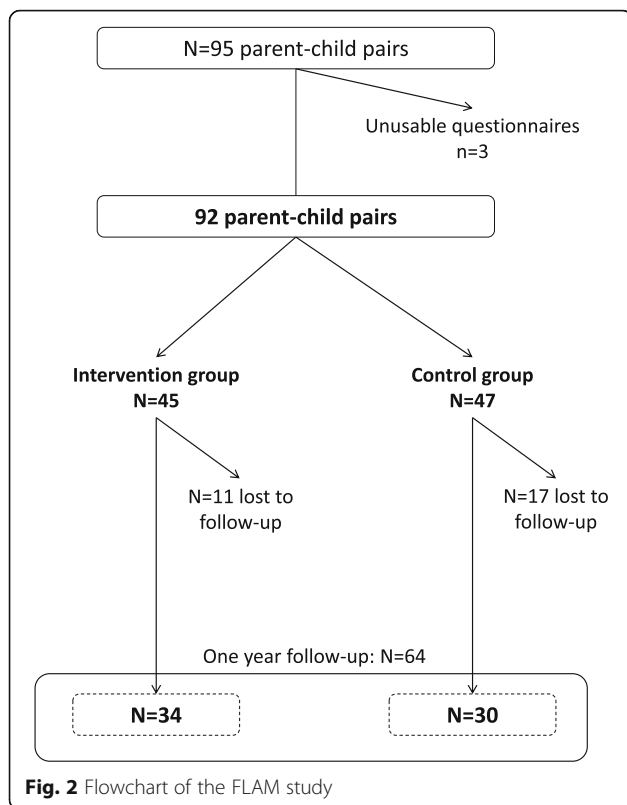 N=95 parent-child pairs
Unusable questionnaires
n=3
92 parent-child pairs
Intervention group
N=45
Control group
N=47
N=11 lost to
follow-up
N=17 lost to
follow-up
One year follow-up: N=64
N=34
N=30
Fig. 2 Flowchart of the FLAM study